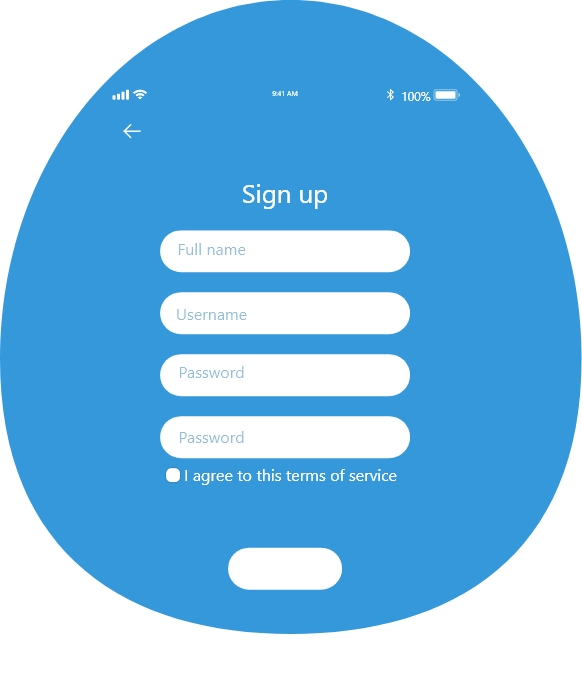 9:41 AM 100%
Sign up
Full name
Username
Password
Password
I agree to this terms of service